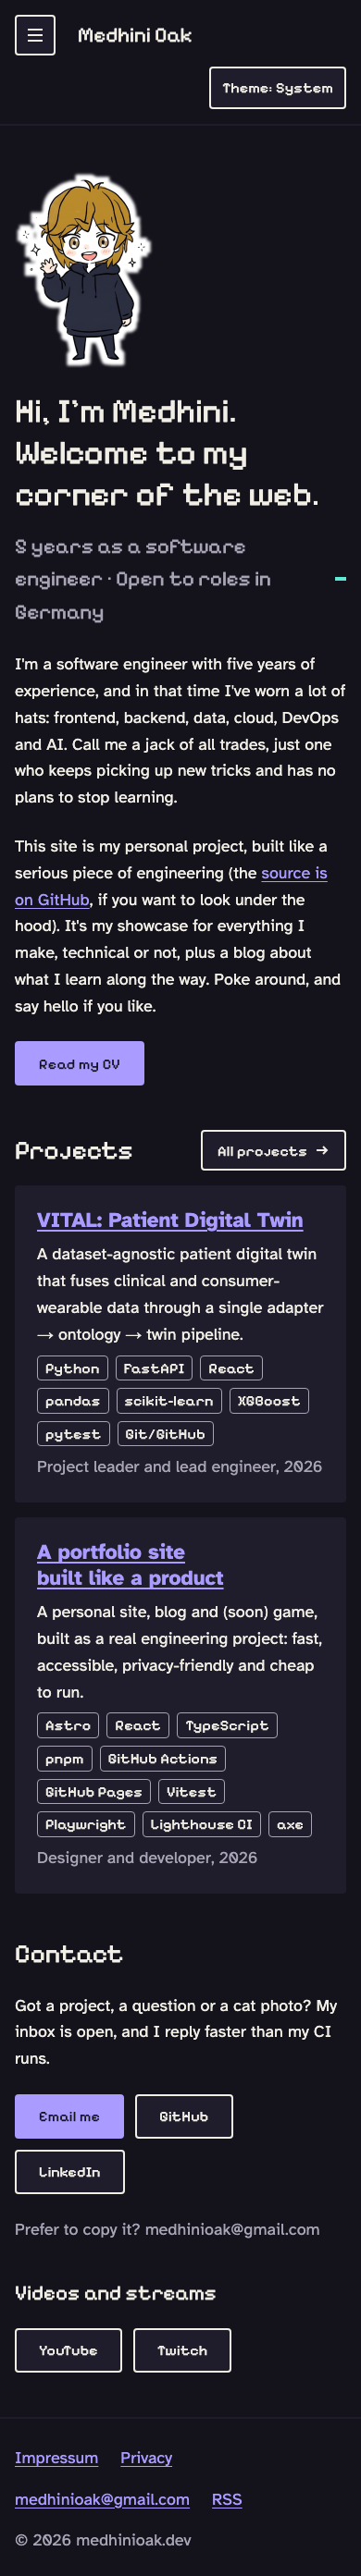 Medhini Oak
Theme: System
Hi, I'm Medhini.
Welcome to my
corner of the web.
8 years as a software
engineer · Open to roles in
Germany
I'm a software engineer with five years of
experience, and in that time I've worn a lot of
hats: frontend, backend, data, cloud, DevOps
and AI. Call me a jack of all trades, just one
who keeps picking up new tricks and has no
plans to stop learning.
This site is my personal project, built like a
serious piece of engineering (the source is
on GitHub, if you want to look under the
hood). It's my showcase for everything I
make, technical or not, plus a blog about
what I learn along the way. Poke around, and
say hello if you like.
Read my CV
Projects
All projects →
VITAL: Patient Digital Twin
A dataset-agnostic patient digital twin
that fuses clinical and consumer-
wearable data through a single adapter
→ ontology → twin pipeline.
Python FastAPI React
pandas scikit-learn XGBoost
pytest Git/GitHub
Project leader and lead engineer, 2026
A portfolio site
built like a product
A personal site, blog and (soon) game,
built as a real engineering project: fast,
accessible, privacy-friendly and cheap
to run.
Astro React TypeScript
pnpm GitHub Actions
GitHub Pages Vitest
Playwright Lighthouse CI axe
Designer and developer, 2026
Contact
Got a project, a question or a cat photo? My
inbox is open, and I reply faster than my CI
runs.
Email me GitHub
LinkedIn
Prefer to copy it? medhinioak@gmail.com
Videos and streams
YouTube Twitch
Impressum Privacy
medhinioak@gmail.com RSS
© 2026 medhinioak.dev